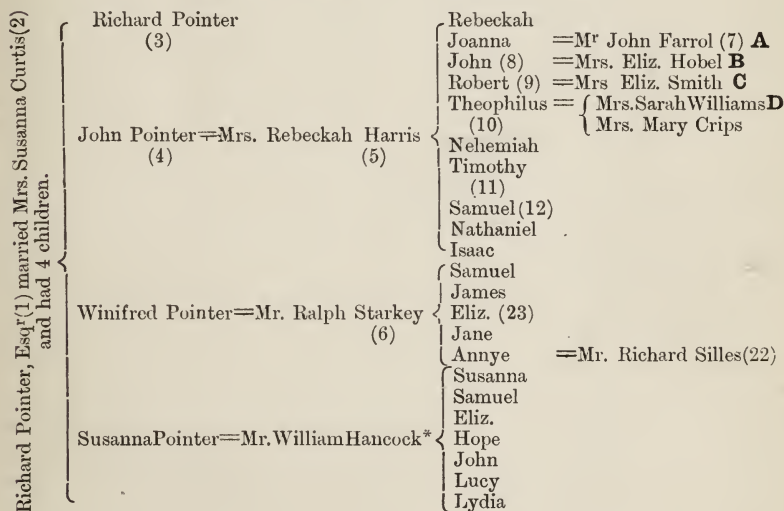 Richard Pointer, Esqr(1) married Mrs. Susanna Curtis(2)
and had 4 children.
Richard Pointer
(3)
John Pointer=Mrs. Rebeckah Harris
(4) (5)
Rebeckah
Joanna =Mr John Farrol (7) A
John (8) =Mrs. Eliz. Hobel B
Robert (9) =Mrs Eliz. Smith C
Theophilus = { Mrs. Sarah Williams D
(10) { Mrs. Mary Crips
Nehemiah
Timothy
(11)
Samuel (12)
Nathaniel
Isaac
Winifred Pointer=Mr. Ralph Starkey
(6)
Samuel
James
Eliz. (23)
Jane
Annye =Mr. Richard Silles(22)
Susanna Pointer=Mr. William Hancock*
Susanna
Samuel
Eliz.
Hope
John
Lucy
Lydia